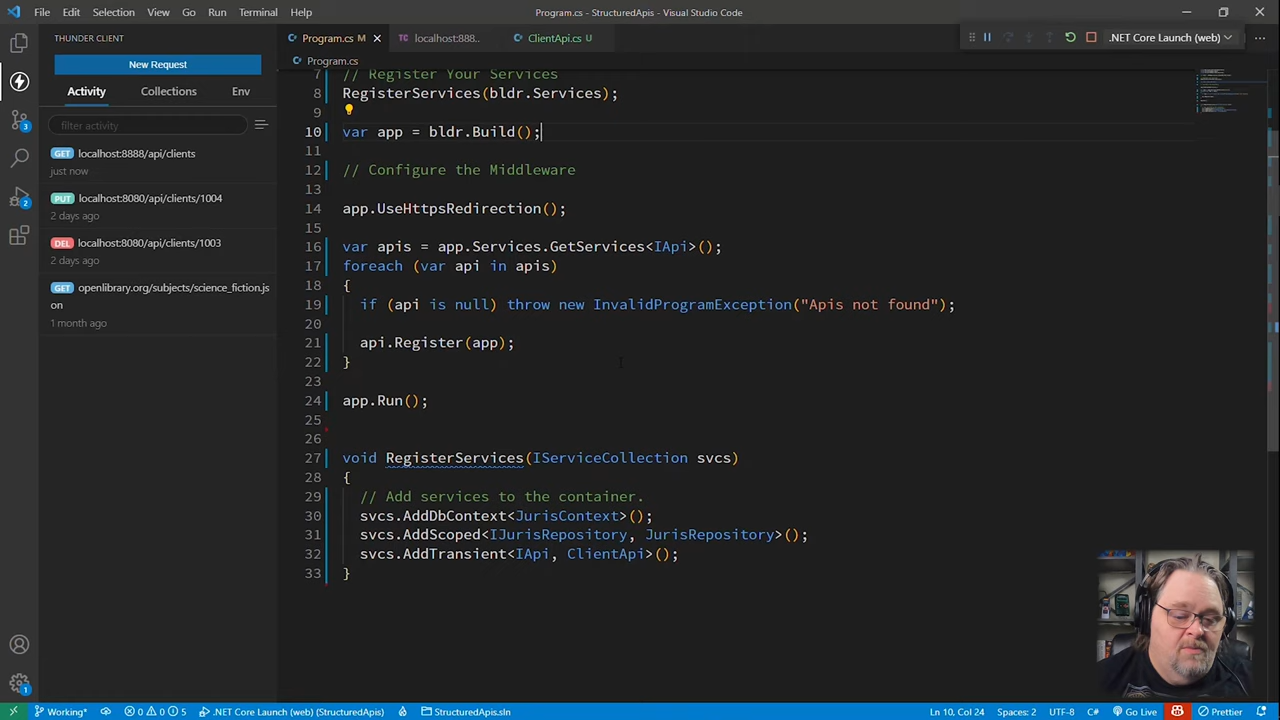 File Edit Selection View Go Run Terminal Help
Program.cs - StructuredApis - Visual Studio Code
THUNDER CLIENT
New Request
Activity Collections Env
filter activity
GET localhost:8888/api/clients
just now
PUT localhost:8080/api/clients/1004
2 days ago
DEL localhost:8080/api/clients/1003
2 days ago
GET openlibrary.org/subjects/science_fiction.js
on
1 month ago
Program.cs M localhost:888.. ClientApi.cs U
.NET Core Launch (web)
Program.cs
7 // Register Your Services
8 RegisterServices(bldr.Services);
9
10 var app = bldr.Build();
11
12 // Configure the Middleware
13
14 app.UseHttpsRedirection();
15
16 var apis = app.Services.GetServices<IApi>();
17 foreach (var api in apis)
18 {
19 if (api is null) throw new InvalidProgramException("Apis not found");
20
21 api.Register(app);
22 }
23
24 app.Run();
25
26
27 void RegisterServices(IServiceCollection svcs)
28 {
29 // Add services to the container.
30 svcs.AddDbContext<JurisContext>();
31 svcs.AddScoped<IJurisRepository, JurisRepository>();
32 svcs.AddTransient<IApi, ClientApi>();
33 }
2
1
Working* 0 0 5 .NET Core Launch (web) (StructuredApis) StructuredApis.sln Ln 10, Col 24 Spaces: 2 UTF-8 C# Go Live Prettier